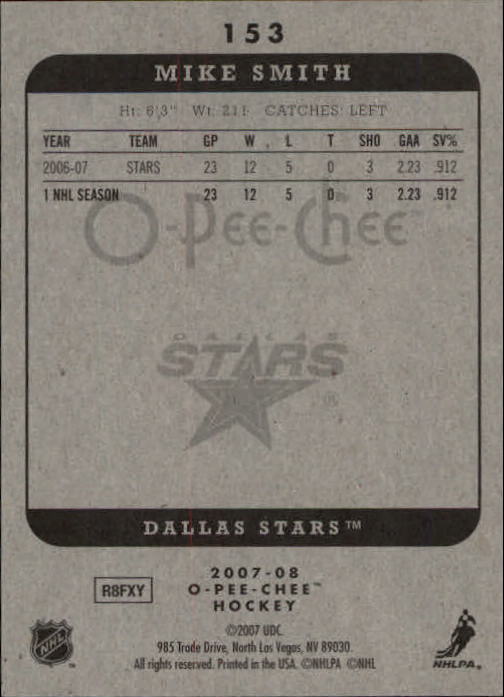 153
MIKE SMITH
Ht: 6'3" Wt: 211 CATCHES: LEFT
YEAR TEAM GP W L T SHO GAA SV%
2006-07 STARS 23 12 5 0 3 2.23 .912
1 NHL SEASON 23 12 5 0 3 2.23 .912
O-Pee-Chee™
DALLAS
STARS
®
DALLAS STARS™
2007-08
R8FXY O-PEE-CHEE™
HOCKEY
©2007 UDC
985 Trade Drive, North Las Vegas, NV 89030.
All rights reserved. Printed in the USA. ©NHLPA ©NHL
NHL™
NHLPA™